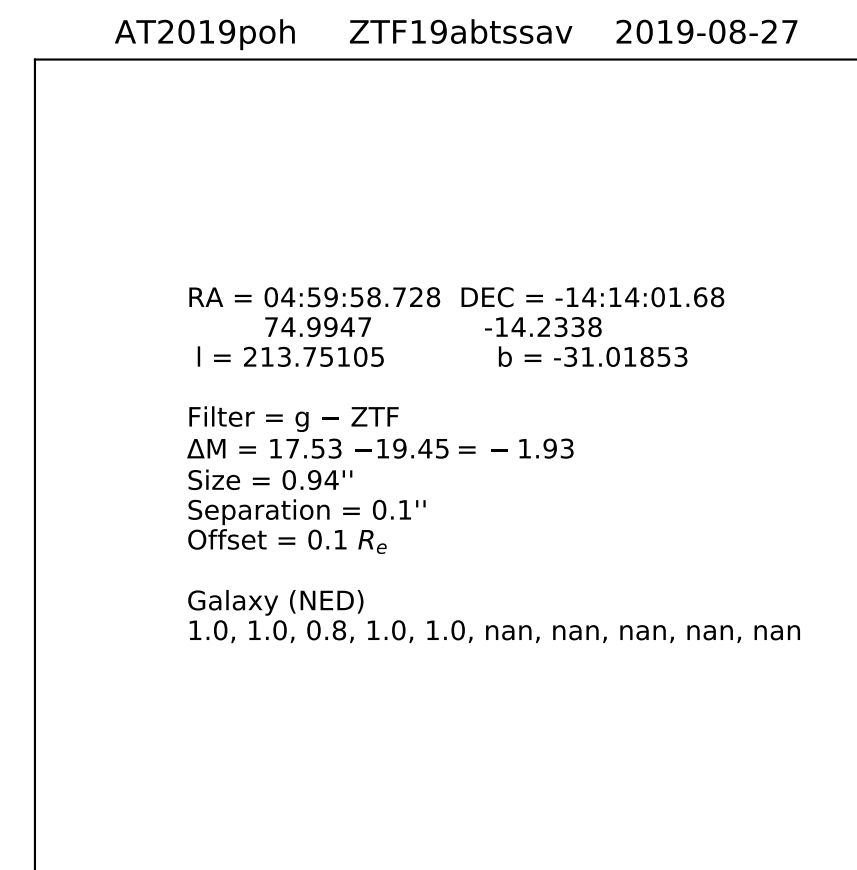 AT2019poh ZTF19abtssav 2019-08-27
RA = 04:59:58.728 DEC = -14:14:01.68
74.9947 -14.2338
l = 213.75105 b = -31.01853
Filter = g − ZTF
ΔM = 17.53 −19.45 = − 1.93
Size = 0.94''
Separation = 0.1''
Offset = 0.1 Re
Galaxy (NED)
1.0, 1.0, 0.8, 1.0, 1.0, nan, nan, nan, nan, nan